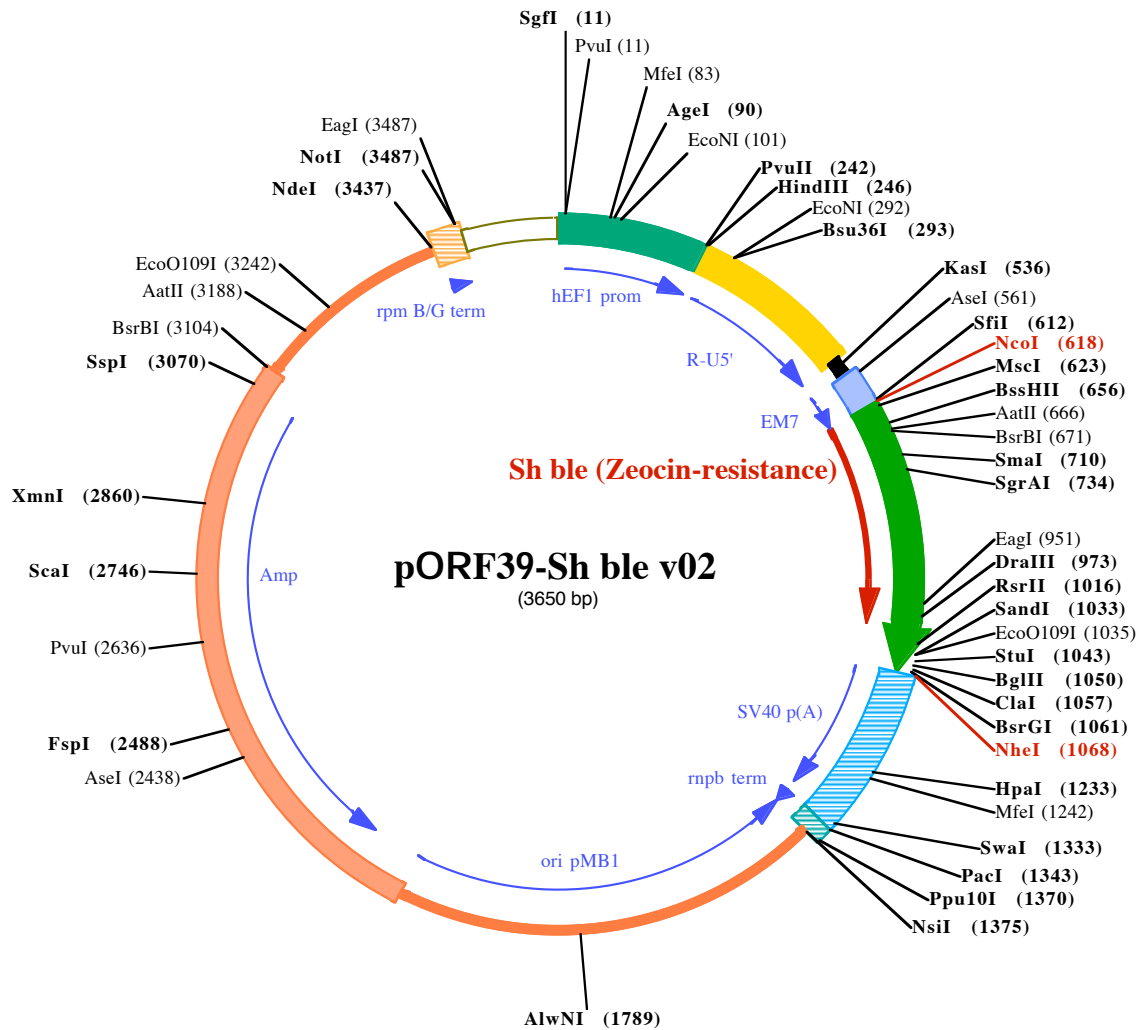 SgfI (11)
PvuI (11)
MfeI (83)
AgeI (90)
EcoNI (101)
PvuII (242)
HindIII (246)
EcoNI (292)
Bsu36I (293)
KasI (536)
AseI (561)
SfiI (612)
NcoI (618)
MscI (623)
BssHII (656)
AatII (666)
BsrBI (671)
SmaI (710)
SgrAI (734)
EagI (951)
DraIII (973)
RsrII (1016)
SandI (1033)
EcoO109I (1035)
StuI (1043)
BglII (1050)
ClaI (1057)
BsrGI (1061)
NheI (1068)
HpaI (1233)
MfeI (1242)
SwaI (1333)
PacI (1343)
Ppu10I (1370)
NsiI (1375)
AlwNI (1789)
AseI (2438)
FspI (2488)
PvuI (2636)
ScaI (2746)
XmnI (2860)
SspI (3070)
BsrBI (3104)
AatII (3188)
EcoO109I (3242)
NdeI (3437)
NotI (3487)
EagI (3487)
rpm B/G term
hEF1 prom
R-U5'
EM7
Sh ble (Zeocin-resistance)
pORF39-Sh ble v02
(3650 bp)
Amp
SV40 p(A)
rnpb term
ori pMB1